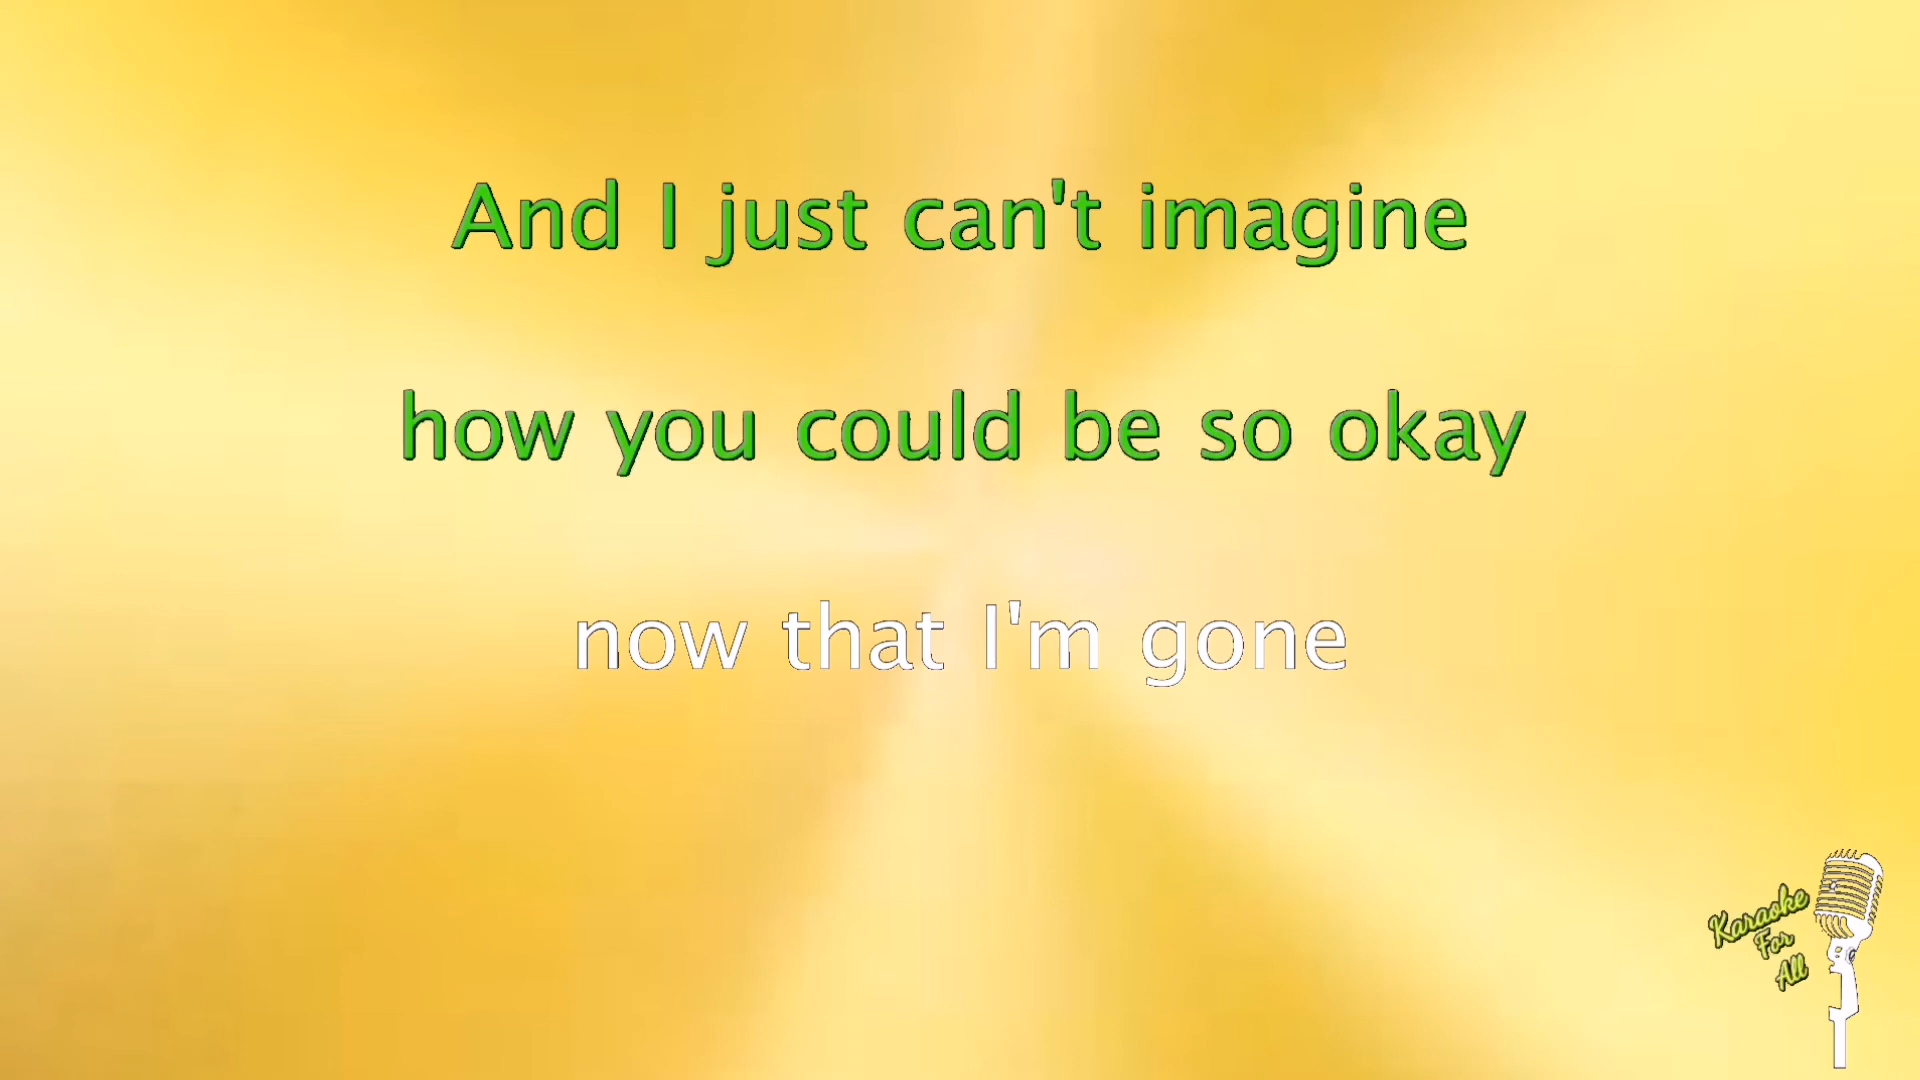 And I just can't imagine
how you could be so okay
now that I'm gone
Karaoke
For
All